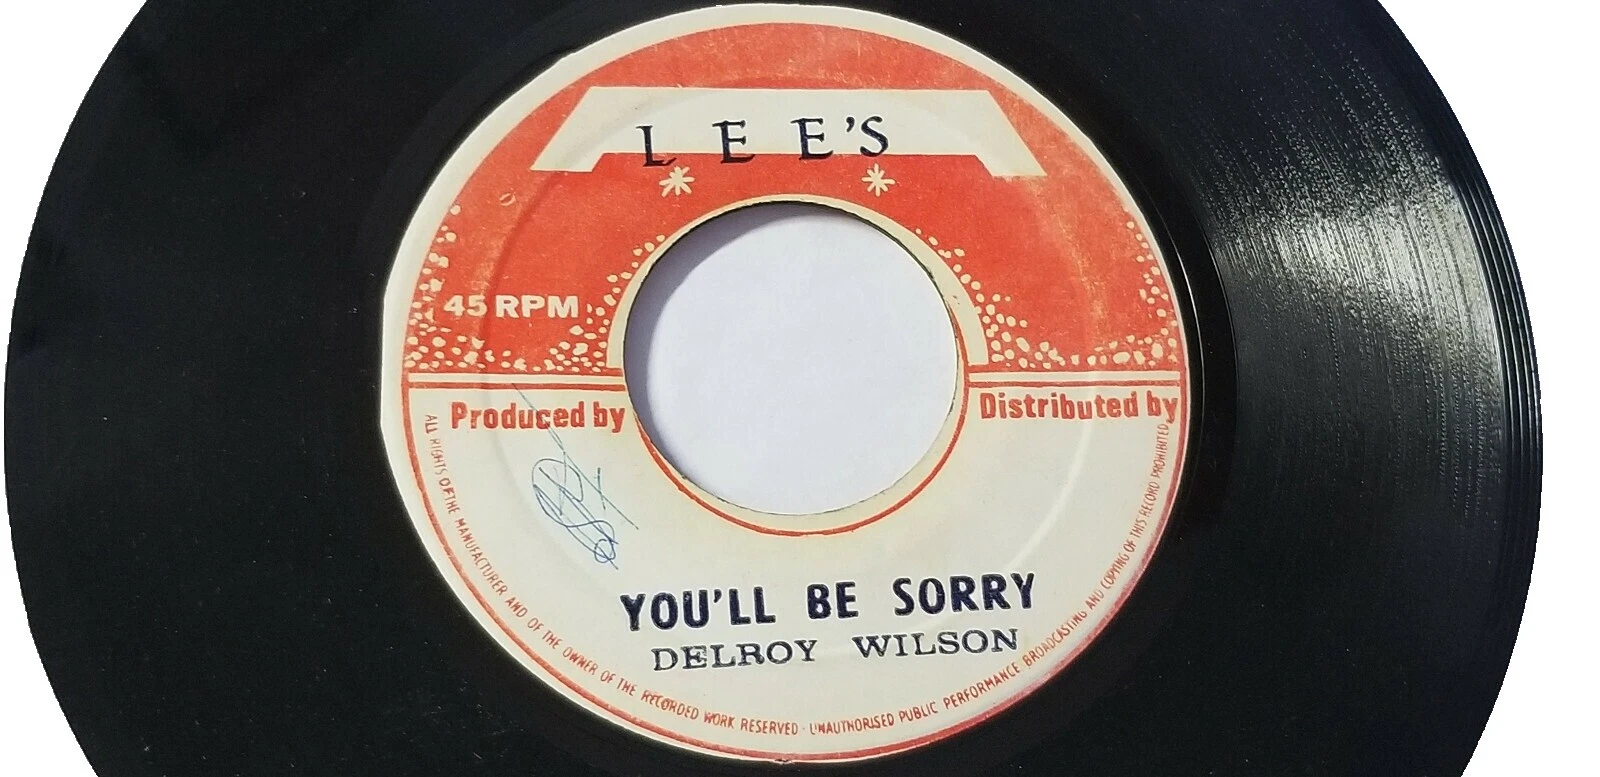 LEE'S
45 RPM
Produced by
Distributed by
YOU'LL BE SORRY
DELROY WILSON
ALL RIGHTS OF THE MANUFACTURER AND OF THE OWNER OF THE RECORDED WORK RESERVED · UNAUTHORISED PUBLIC PERFORMANCE BROADCASTING AND COPYING OF THIS RECORD PROHIBITED